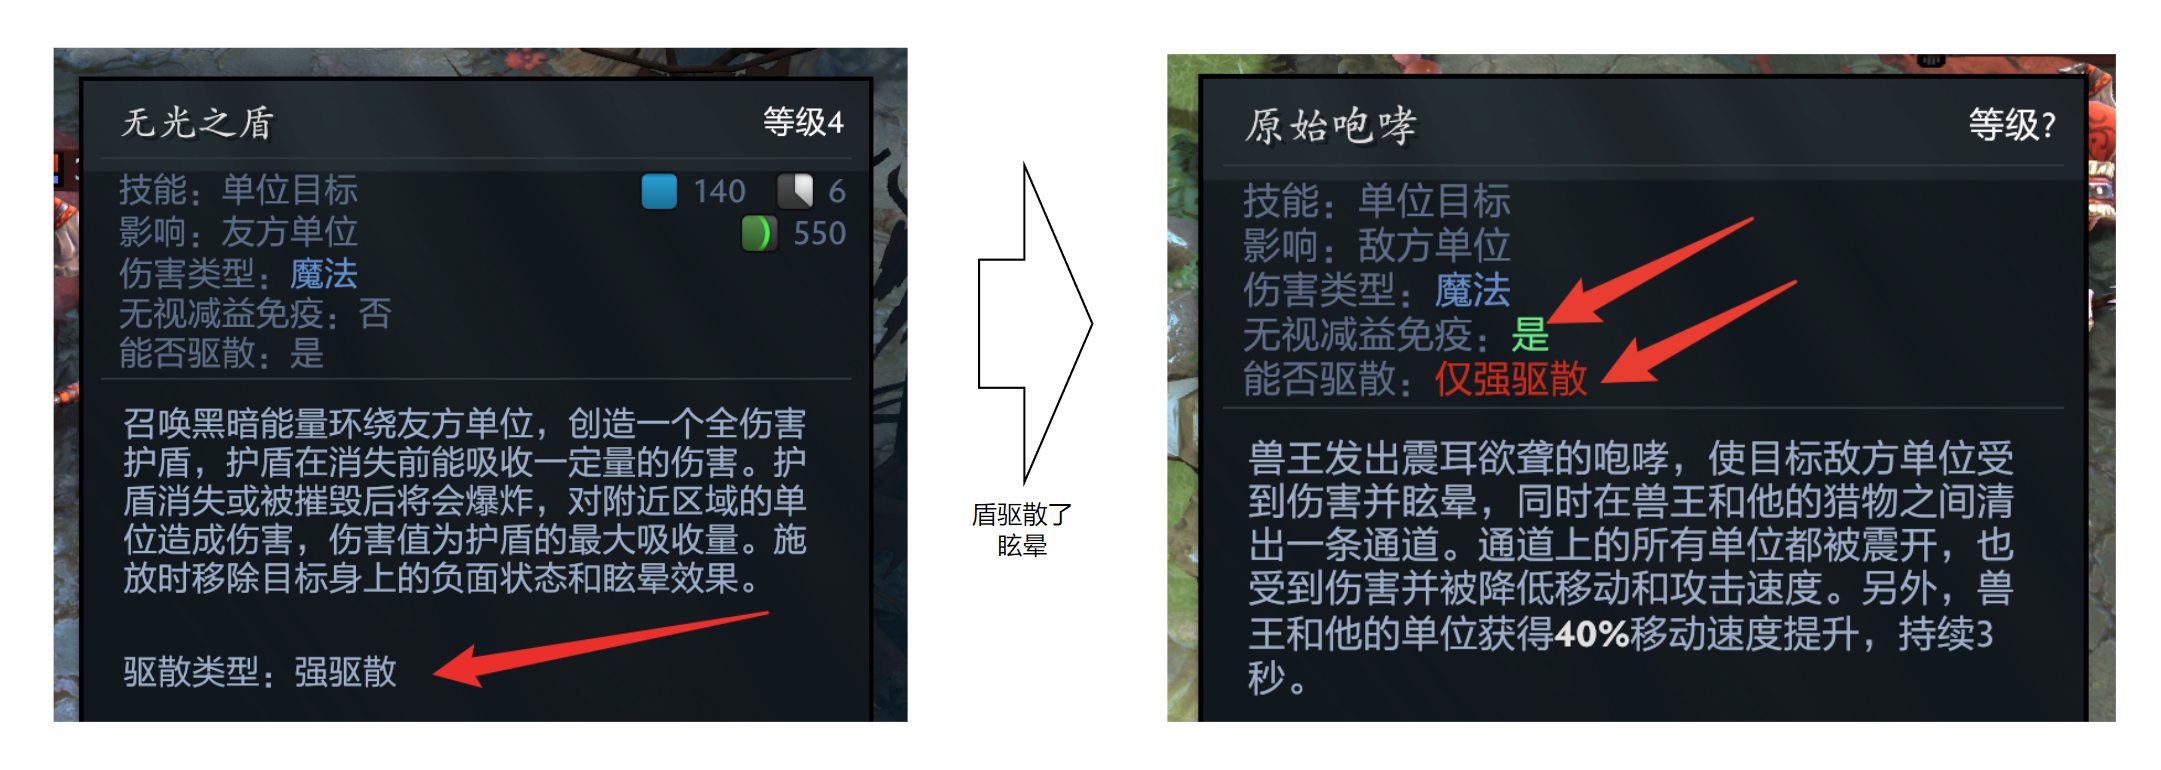 无光之盾
等级4
技能：单位目标
140
6
影响：友方单位
550
伤害类型：魔法
无视减益免疫：否
能否驱散：是
召唤黑暗能量环绕友方单位，创造一个全伤害
护盾，护盾在消失前能吸收一定量的伤害。护
盾消失或被摧毁后将会爆炸，对附近区域的单
位造成伤害，伤害值为护盾的最大吸收量。施
放时移除目标身上的负面状态和眩晕效果。
驱散类型：强驱散
盾驱散了
眩晕
原始咆哮
等级?
技能：单位目标
影响：敌方单位
伤害类型：魔法
无视减益免疫：是
能否驱散：仅强驱散
兽王发出震耳欲聋的咆哮，使目标敌方单位受
到伤害并眩晕，同时在兽王和他的猎物之间清
出一条通道。通道上的所有单位都被震开，也
受到伤害并被降低移动和攻击速度。另外，兽
王和他的单位获得40%移动速度提升，持续3
秒。